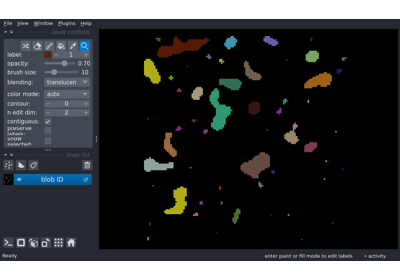 File View Window Plugins Help
layer controls
label: 1
opacity: 0.70
brush size: 10
blending: translucen
color mode: auto
contour: 0
n edit dim: 2
contiguous:
preserve
labels:
show
selected:
layer list
blob ID
Ready
enter paint or fill mode to edit labels
activity